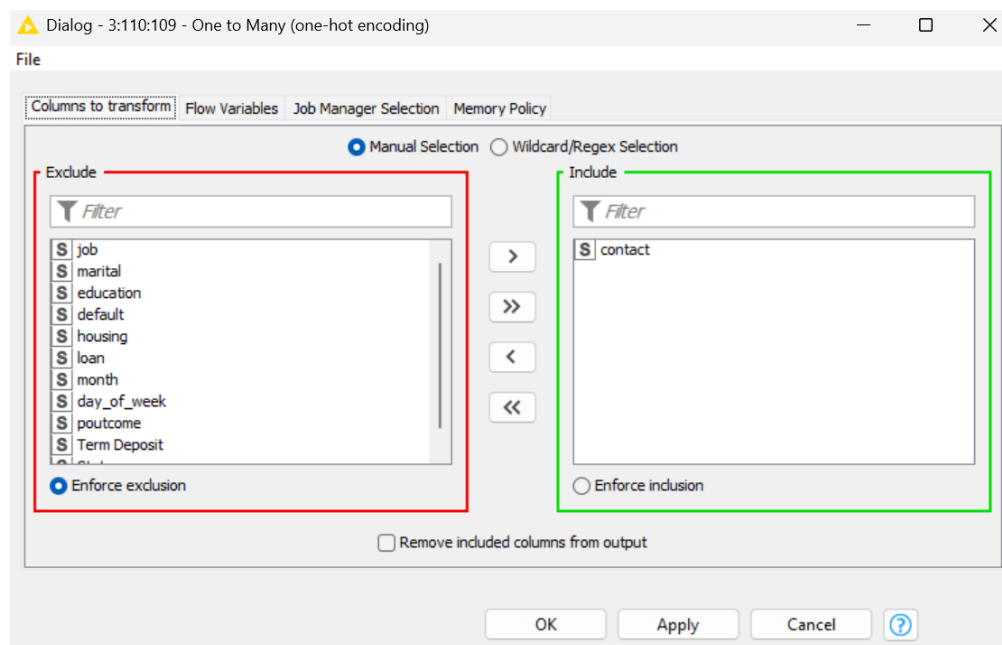 Dialog - 3:110:109 - One to Many (one-hot encoding)
File
Columns to transform Flow Variables Job Manager Selection Memory Policy
Manual Selection Wildcard/Regex Selection
Exclude
Include
Filter
Filter
S job
S marital
S education
S default
S housing
S loan
S month
S day_of_week
S poutcome
S Term Deposit
S contact
>
>>
<
<<
Enforce exclusion
Enforce inclusion
Remove included columns from output
OK Apply Cancel ?